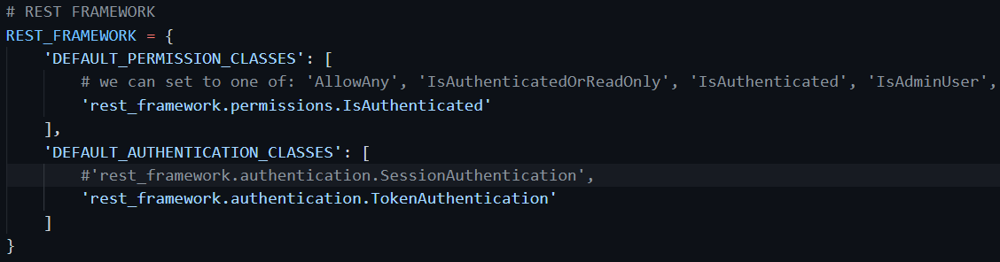 # REST FRAMEWORK
REST_FRAMEWORK = {
    'DEFAULT_PERMISSION_CLASSES': [
        # we can set to one of: 'AllowAny', 'IsAuthenticatedOrReadOnly', 'IsAuthenticated', 'IsAdminUser',
        'rest_framework.permissions.IsAuthenticated'
    ],
    'DEFAULT_AUTHENTICATION_CLASSES': [
        #'rest_framework.authentication.SessionAuthentication',
        'rest_framework.authentication.TokenAuthentication'
    ]
}